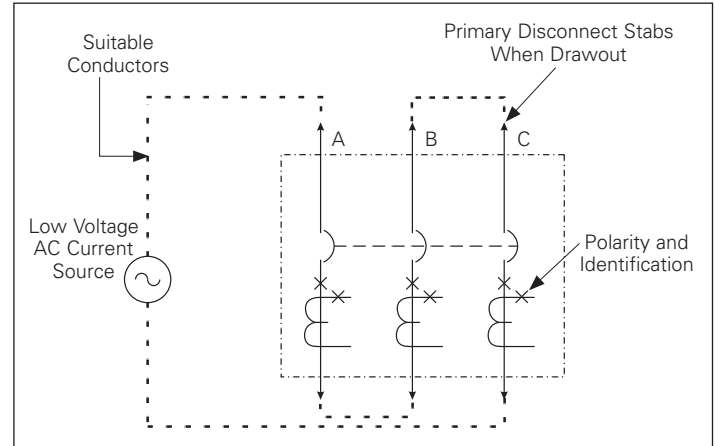 Suitable
Conductors
Primary Disconnect Stabs
When Drawout
A
B
C
Low Voltage
AC Current
Source
Polarity and
Identification